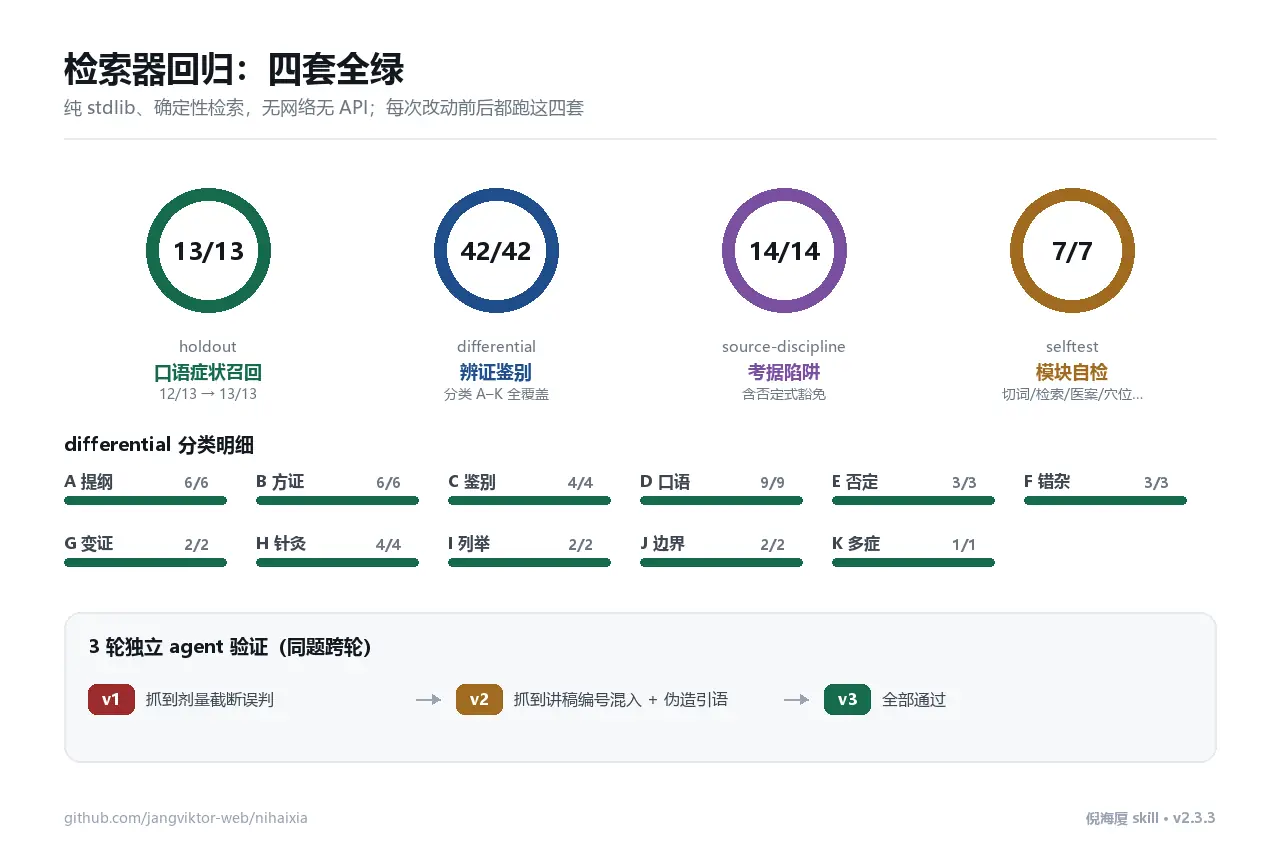 检索器回归：四套全绿
纯 stdlib、确定性检索，无网络无 API；每次改动前后都跑这四套
13/13
42/42
14/14
7/7
holdout
differential
source-discipline
selftest
口语症状召回
辨证鉴别
考据陷阱
模块自检
12/13 → 13/13
分类 A–K 全覆盖
含否定式豁免
切词/检索/医案/穴位...
differential 分类明细
A 提纲 6/6
B 方证 6/6
C 鉴别 4/4
D 口语 9/9
E 否定 3/3
F 错杂 3/3
G 变证 2/2
H 针灸 4/4
I 列举 2/2
J 边界 2/2
K 多症 1/1
3 轮独立 agent 验证（同题跨轮）
v1 抓到剂量截断误判 → v2 抓到讲稿编号混入 + 伪造引语 → v3 全部通过
github.com/jangviktor-web/nihaixia
倪海厦 skill • v2.3.3